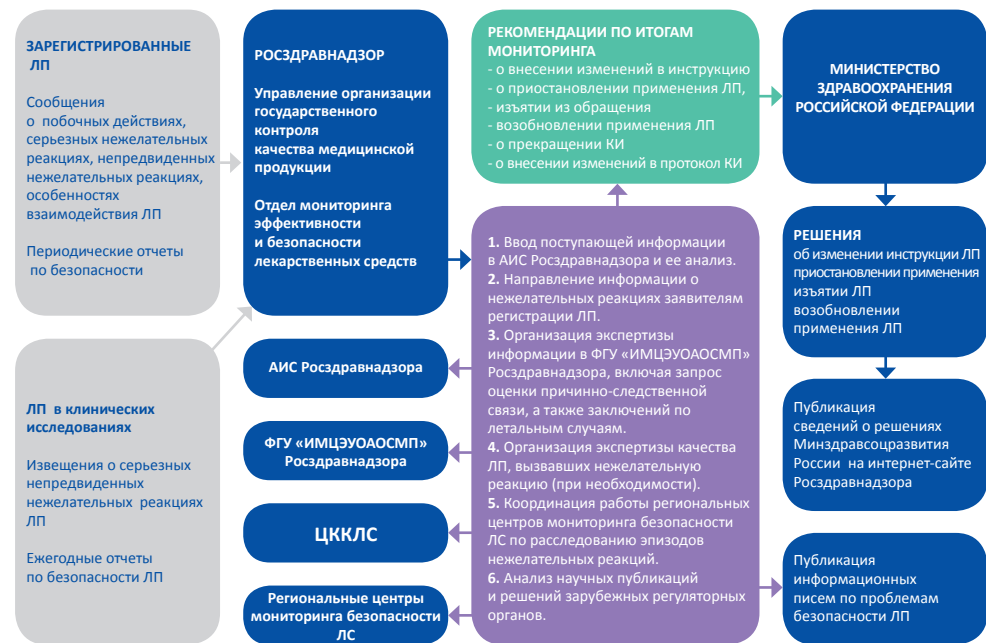 ЗАРЕГИСТРИРОВАННЫЕ
ЛП
Сообщения
о побочных действиях,
серьезных нежелательных
реакциях, непредвиденных
нежелательных реакциях,
особенностях
взаимодействия ЛП
Периодические отчеты
по безопасности
ЛП в клинических
исследованиях
Извещения о серьезных
непредвиденных
нежелательных реакциях
ЛП
Ежегодные отчеты
по безопасности ЛП
РОСЗДРАВНАДЗОР
Управление организации
государственного
контроля
качества медицинской
продукции
Отдел мониторинга
эффективности
и безопасности
лекарственных средств
АИС Росздравнадзора
ФГУ «ИМЦЭУОАОСМП»
Росздравнадзора
ЦККЛС
Региональные центры
мониторинга безопасности
ЛС
РЕКОМЕНДАЦИИ ПО ИТОГАМ
МОНИТОРИНГА
- о внесении изменений в инструкцию
- о приостановлении применения ЛП,
- изъятии из обращения
- возобновлении применения ЛП
- о прекращении КИ
- о внесении изменений в протокол КИ
1. Ввод поступающей информации
в АИС Росздравнадзора и ее анализ.
2. Направление информации о
нежелательных реакциях заявителям
регистрации ЛП.
3. Организация экспертизы
информации в ФГУ «ИМЦЭУОАОСМП»
Росздравнадзора, включая запрос
оценки причинно-следственной
связи, а также заключений по
летальным случаям.
4. Организация экспертизы качества
ЛП, вызвавших нежелательную
реакцию (при необходимости).
5. Координация работы региональных
центров мониторинга безопасности
ЛС по расследованию эпизодов
нежелательных реакций.
6. Анализ научных публикаций
и решений зарубежных регуляторных
органов.
МИНИСТЕРСТВО
ЗДРАВООХРАНЕНИЯ
РОССИЙСКОЙ ФЕДЕРАЦИИ
РЕШЕНИЯ
об изменении инструкции ЛП
приостановлении применения
изъятии ЛП
возобновлении
применения ЛП
Публикация
сведений о решениях
Минздравсоцразвития
России на интернет-сайте
Росздравнадзора
Публикация
информационных
писем по проблемам
безопасности ЛП